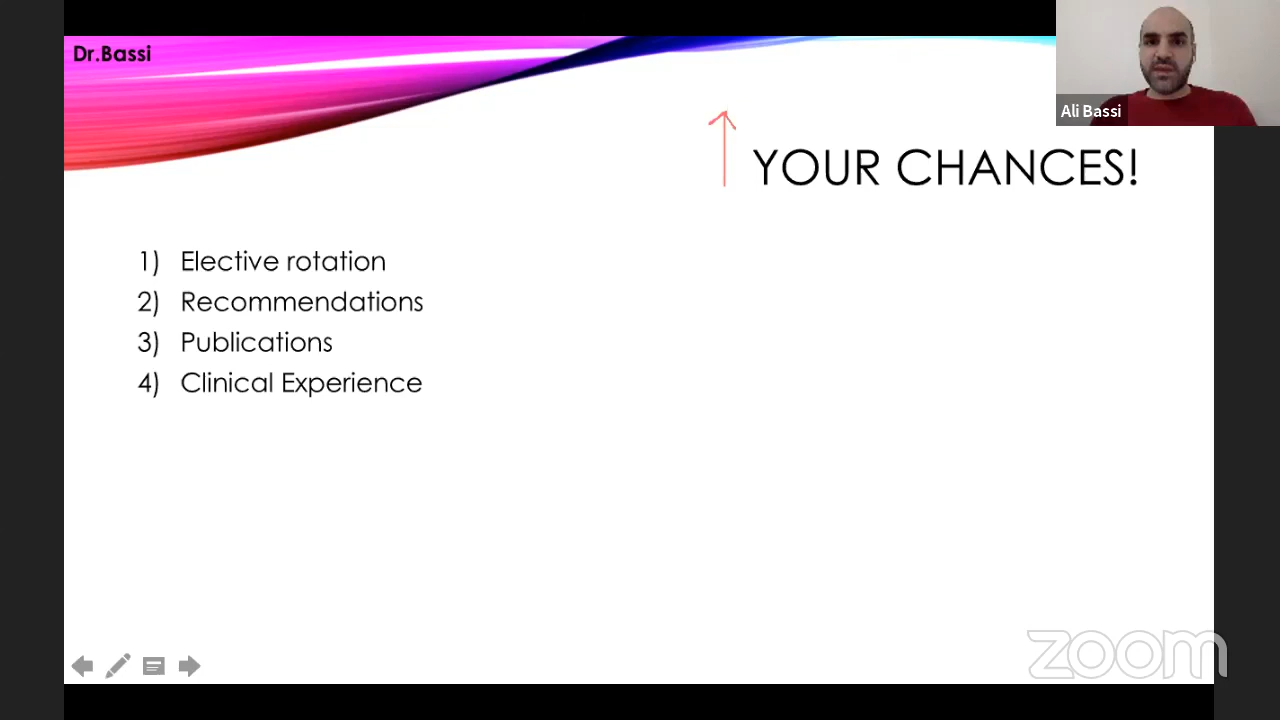 Dr.Bassi
Ali Bassi
YOUR CHANCES!
1) Elective rotation
2) Recommendations
3) Publications
4) Clinical Experience
zoom